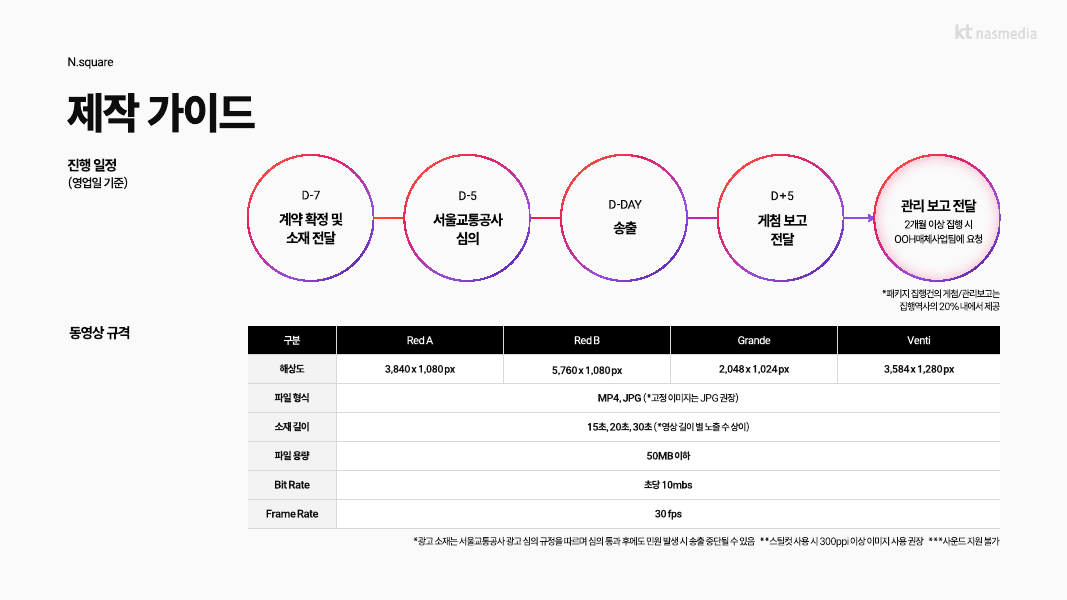 kt nasmedia
N.square
제작 가이드
진행 일정
(영업일 기준)
D-7
계약 확정 및
소재 전달
D-5
서울교통공사
심의
D-DAY
송출
D+5
게첨 보고
전달
관리 보고 전달
2개월 이상 집행 시
OOH매체사업팀에 요청
*패키지 집행건의 게첨/관리보고는
집행역사의 20% 내에서 제공
동영상 규격
구분 Red A Red B Grande Venti
해상도 3,840 x 1,080 px 5,760 x 1,080 px 2,048 x 1,024 px 3,584 x 1,280 px
파일 형식 MP4, JPG (*고정 이미지는 JPG 권장)
소재 길이 15초, 20초, 30초 (*영상 길이 별 노출 수 상이)
파일 용량 50MB 이하
Bit Rate 초당 10mbs
Frame Rate 30 fps
*광고 소재는 서울교통공사 광고 심의 규정을 따르며 심의 통과 후에도 민원 발생 시 송출 중단될 수 있음 **스틸컷 사용 시 300ppi 이상 이미지 사용 권장 ***사운드 지원 불가